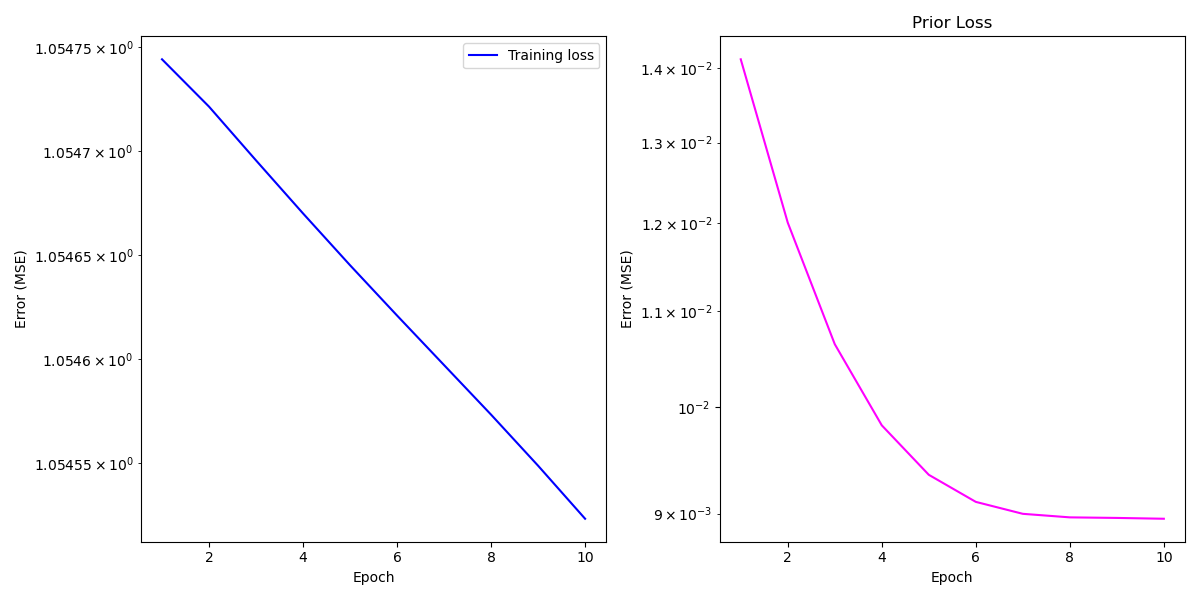 Training loss
1.05475 × 10⁰
1.0547 × 10⁰
1.05465 × 10⁰
1.0546 × 10⁰
1.05455 × 10⁰
Error (MSE)
2 4 6 8 10
Epoch
Prior Loss
1.4 × 10⁻²
1.3 × 10⁻²
1.2 × 10⁻²
1.1 × 10⁻²
10⁻²
9 × 10⁻³
Error (MSE)
2 4 6 8 10
Epoch